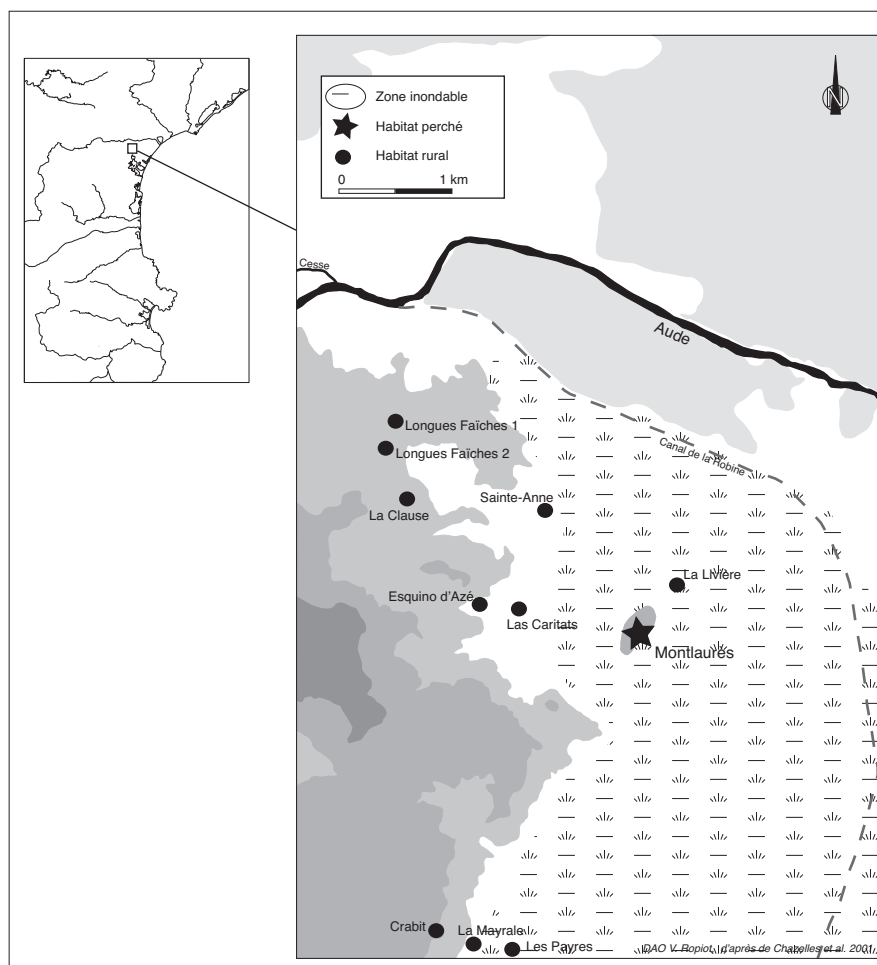 Zone inondable
Habitat perché
Habitat rural
0 1 km
N
Cesse
Aude
Longues Faïches 1
Canal de la Robine
Longues Faïches 2
Sainte-Anne
La Clause
La Livière
Esquino d'Azé
Las Caritats
Montlaurès
Crabit
La Mayrale
Les Payres
DAO V. Ropiot, d'après de Chazelles et al. 2001